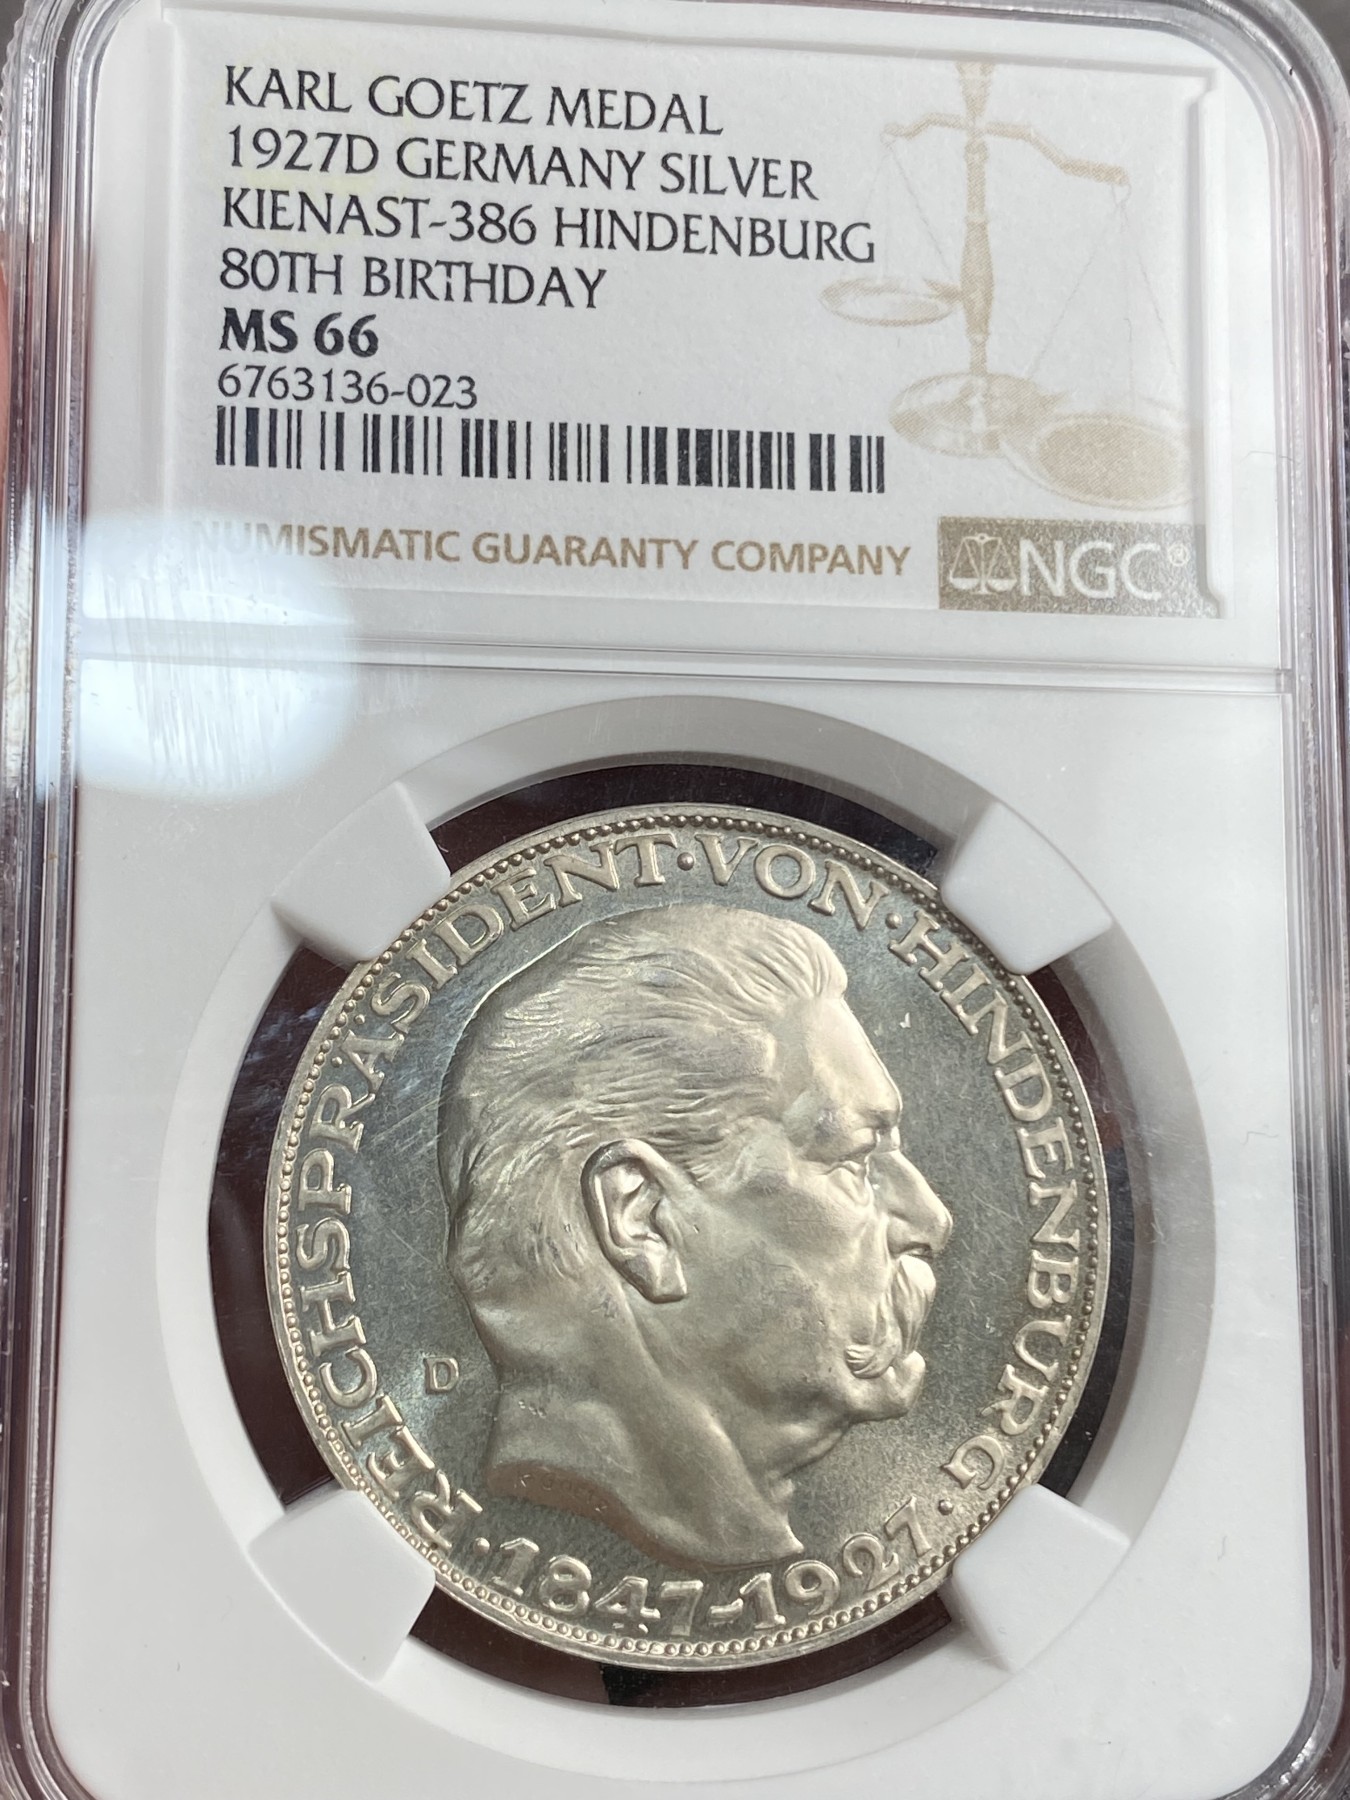 KARL GOETZ MEDAL
1927D GERMANY SILVER
KIENAST-386 HINDENBURG
80TH BIRTHDAY
MS 66
6763136-023
NUMISMATIC GUARANTY COMPANY NGC®
REICHSPRÄSIDENT·VON·HINDENBURG·
·1847-1927·
D